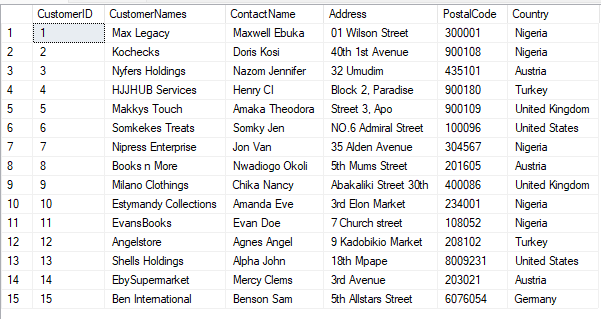 CustomerID CustomerNames ContactName Address PostalCode Country
1 1 Max Legacy Maxwell Ebuka 01 Wilson Street 300001 Nigeria
2 2 Kochecks Doris Kosi 40th 1st Avenue 900108 Nigeria
3 3 Nyfers Holdings Nazom Jennifer 32 Umudim 435101 Austria
4 4 HJJHUB Services Henry CI Block 2, Paradise 900180 Turkey
5 5 Makkys Touch Amaka Theodora Street 3, Apo 900109 United Kingdom
6 6 Somkekes Treats Somky Jen NO.6 Admiral Street 100096 United States
7 7 Nipress Enterprise Jon Van 35 Alden Avenue 304567 Nigeria
8 8 Books n More Nwadiogo Okoli 5th Mums Street 201605 Austria
9 9 Milano Clothings Chika Nancy Abakaliki Street 30th 400086 United Kingdom
10 10 Estymandy Collections Amanda Eve 3rd Elon Market 234001 Nigeria
11 11 EvansBooks Evan Doe 7 Church street 108052 Nigeria
12 12 Angelstore Agnes Angel 9 Kadobikio Market 208102 Turkey
13 13 Shells Holdings Alpha John 18th Mpape 8009231 United States
14 14 EbySupermarket Mercy Clems 3rd Avenue 203021 Austria
15 15 Ben International Benson Sam 5th Allstars Street 6076054 Germany